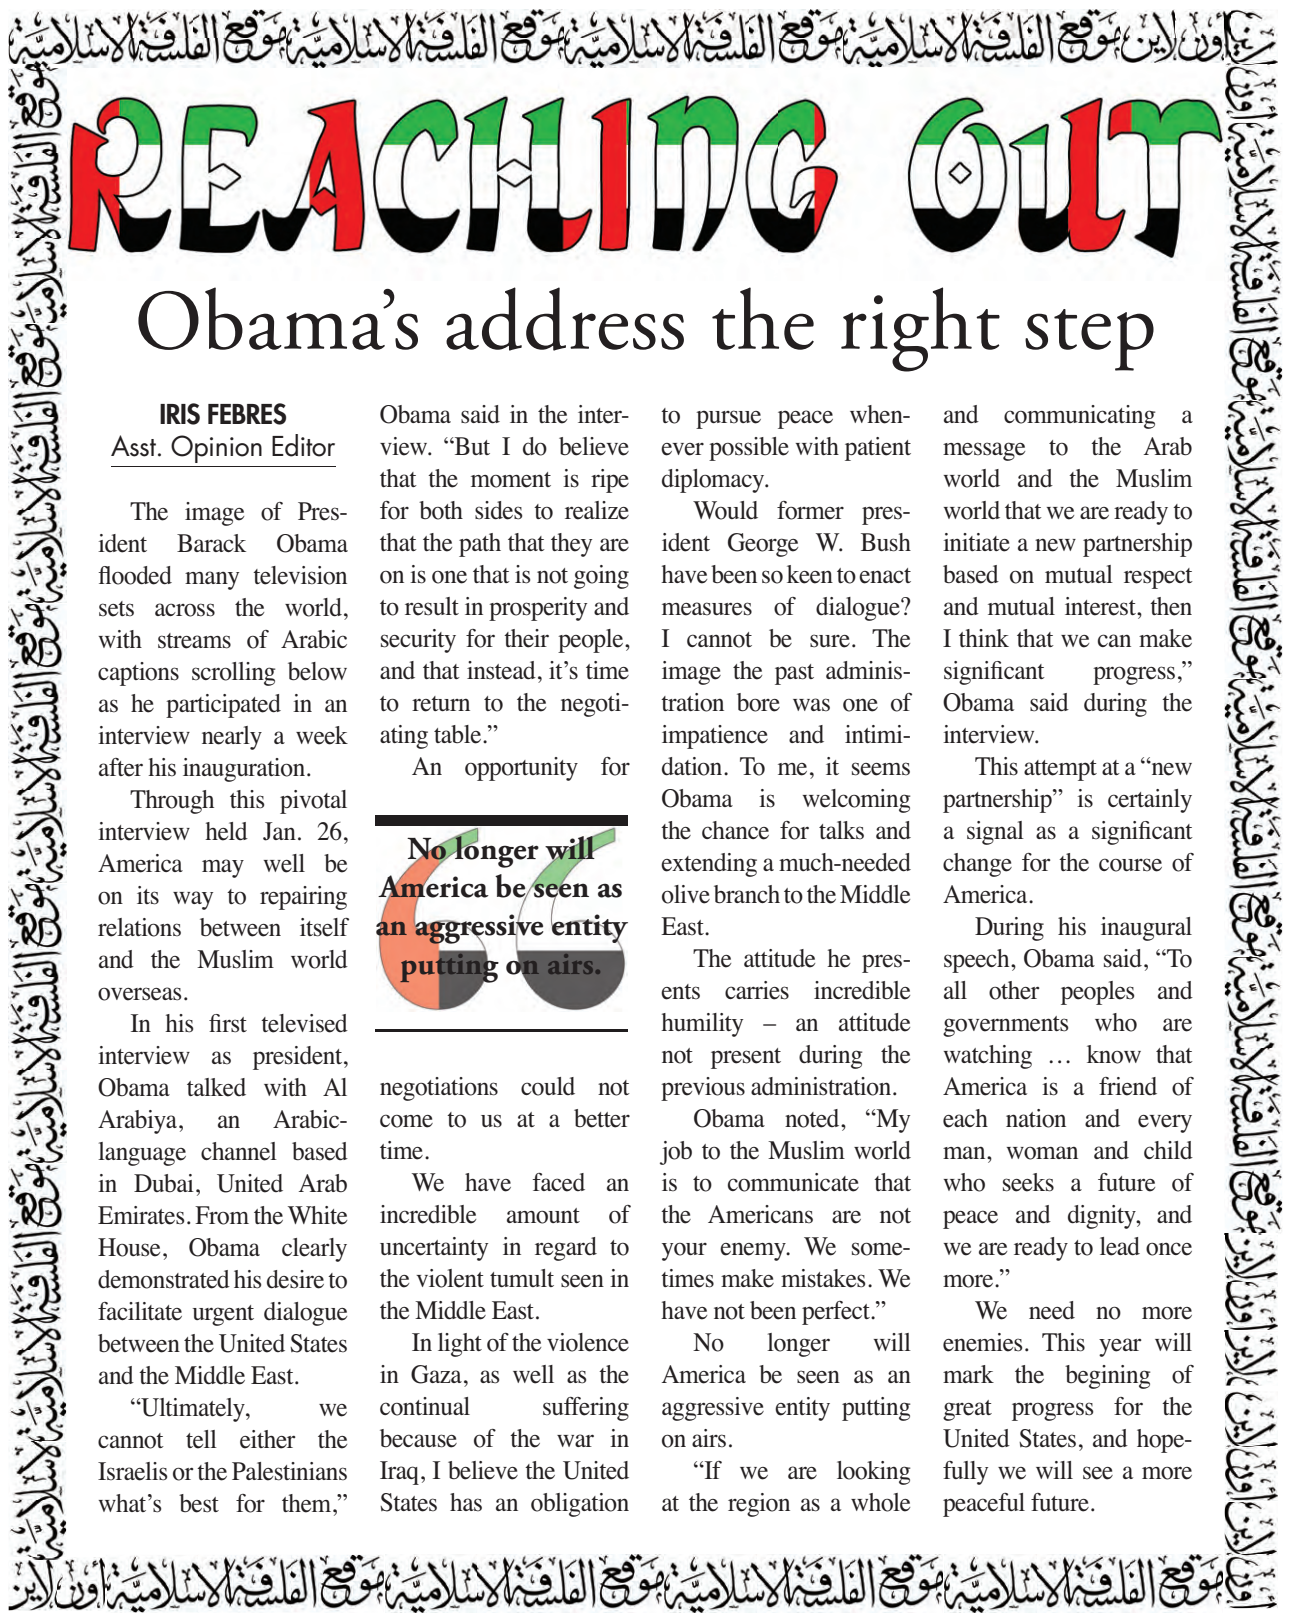 موقع الفلسفة الإسلامية موقع الفلسفة الإسلامية موقع الفلسفة الإسلامية موقع الفلسفة الإسلامية أون لاين
REACHING OUT
Obama’s address the right step
IRIS FEBRES
Asst. Opinion Editor
The image of Pres-
ident Barack Obama
flooded many television
sets across the world,
with streams of Arabic
captions scrolling below
as he participated in an
interview nearly a week
after his inauguration.
Through this pivotal
interview held Jan. 26,
America may well be
on its way to repairing
relations between itself
and the Muslim world
overseas.
In his first televised
interview as president,
Obama talked with Al
Arabiya, an Arabic-
language channel based
in Dubai, United Arab
Emirates. From the White
House, Obama clearly
demonstrated his desire to
facilitate urgent dialogue
between the United States
and the Middle East.
“Ultimately, we
cannot tell either the
Israelis or the Palestinians
what’s best for them,”
Obama said in the inter-
view. “But I do believe
that the moment is ripe
for both sides to realize
that the path that they are
on is one that is not going
to result in prosperity and
security for their people,
and that instead, it’s time
to return to the negoti-
ating table.”
An opportunity for
No longer will
America be seen as
an aggressive entity
putting on airs.
negotiations could not
come to us at a better
time.
We have faced an
incredible amount of
uncertainty in regard to
the violent tumult seen in
the Middle East.
In light of the violence
in Gaza, as well as the
continual suffering
because of the war in
Iraq, I believe the United
States has an obligation
to pursue peace when-
ever possible with patient
diplomacy.
Would former pres-
ident George W. Bush
have been so keen to enact
measures of dialogue?
I cannot be sure. The
image the past adminis-
tration bore was one of
impatience and intimi-
dation. To me, it seems
Obama is welcoming
the chance for talks and
extending a much-needed
olive branch to the Middle
East.
The attitude he pres-
ents carries incredible
humility – an attitude
not present during the
previous administration.
Obama noted, “My
job to the Muslim world
is to communicate that
the Americans are not
your enemy. We some-
times make mistakes. We
have not been perfect.”
No longer will
America be seen as an
aggressive entity putting
on airs.
“If we are looking
at the region as a whole
and communicating a
message to the Arab
world and the Muslim
world that we are ready to
initiate a new partnership
based on mutual respect
and mutual interest, then
I think that we can make
significant progress,”
Obama said during the
interview.
This attempt at a “new
partnership” is certainly
a signal as a significant
change for the course of
America.
During his inaugural
speech, Obama said, “To
all other peoples and
governments who are
watching … know that
America is a friend of
each nation and every
man, woman and child
who seeks a future of
peace and dignity, and
we are ready to lead once
more.”
We need no more
enemies. This year will
mark the begining of
great progress for the
United States, and hope-
fully we will see a more
peaceful future.